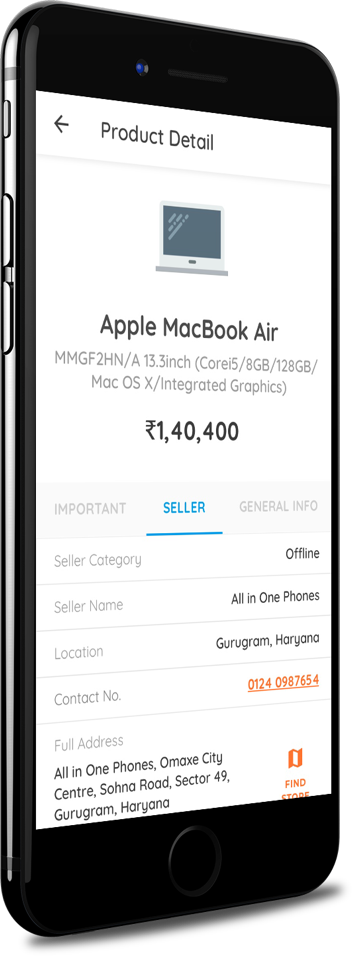 Product Detail
Apple MacBook Air
MMGF2HN/A 13.3inch (Corei5/8GB/128GB/
Mac OS X/Integrated Graphics)
₹1,40,400
IMPORTANT SELLER GENERAL INFO
Seller Category Offline
Seller Name All in One Phones
Location Gurugram, Haryana
Contact No. 0124 0987654
Full Address
All in One Phones, Omaxe City
Centre, Sohna Road, Sector 49,
Gurugram, Haryana
FIND
STORE